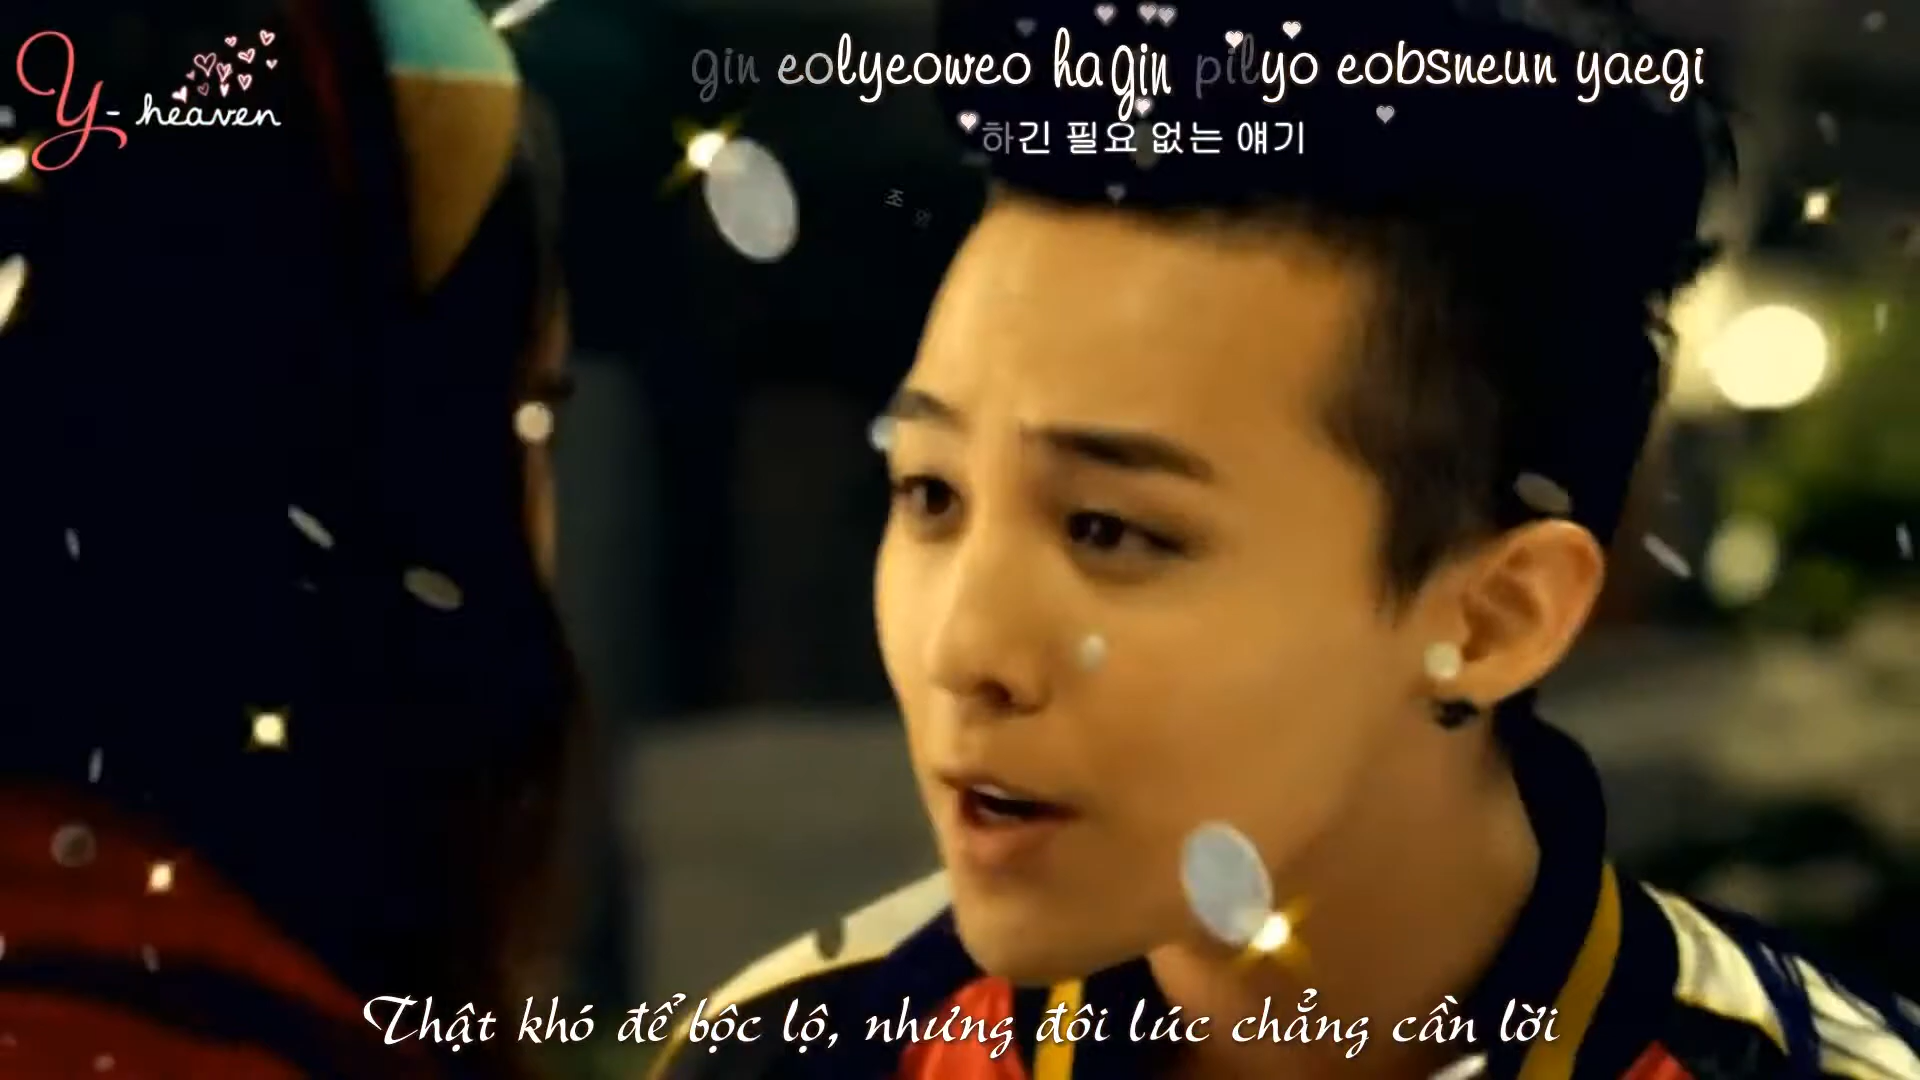 Y-heaven
gin eolyeoweo hagin pilyo eobsneun yaegi
하긴 필요 없는 얘기
조
Thật khó để bộc lộ, nhưng đôi lúc chẳng cần lời